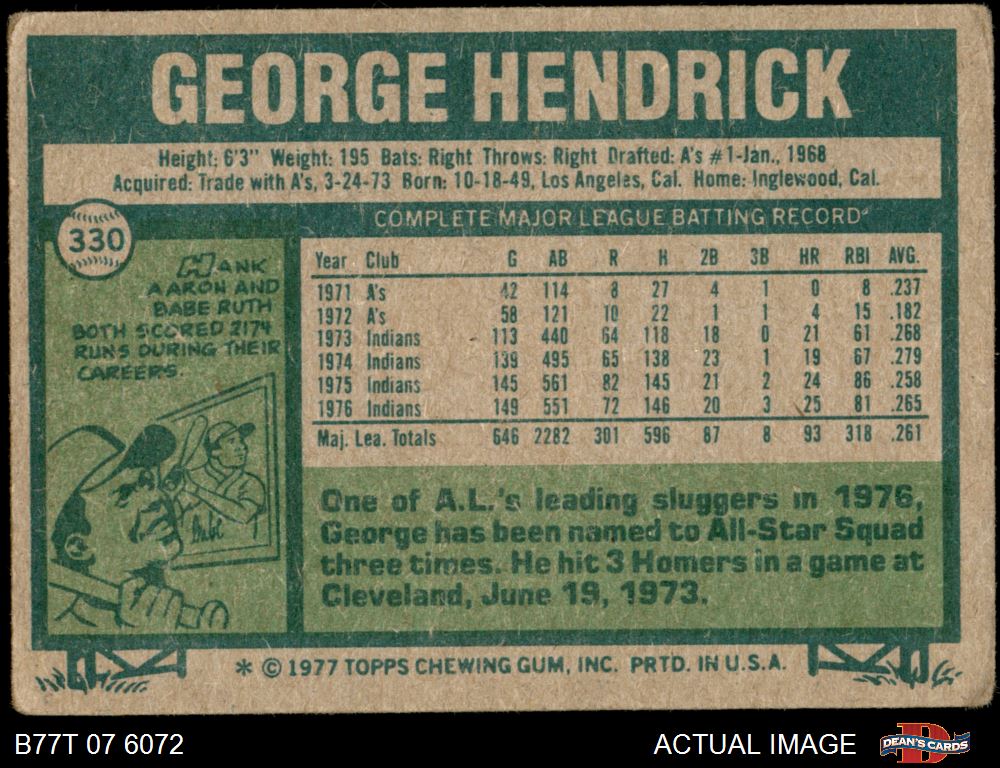 GEORGE HENDRICK
Height: 6'3" Weight: 195 Bats: Right Throws: Right Drafted: A's #1-Jan., 1968
Acquired: Trade with A's, 3-24-73 Born: 10-18-49, Los Angeles, Cal. Home: Inglewood, Cal.
330
COMPLETE MAJOR LEAGUE BATTING RECORD
HANK
AARON AND
BABE RUTH
BOTH SCORED 2174
RUNS DURING THEIR
CAREERS.
Babe
Year Club G AB R H 2B 3B HR RBI AVG.
1971 A's 42 114 8 27 4 1 0 8 .237
1972 A's 58 121 10 22 1 1 4 15 .182
1973 Indians 113 440 64 118 18 0 21 61 .268
1974 Indians 139 495 65 138 23 1 19 67 .279
1975 Indians 145 561 82 145 21 2 24 86 .258
1976 Indians 149 551 72 146 20 3 25 81 .265
Maj. Lea. Totals 646 2282 301 596 87 8 93 318 .261
One of A.L.'s leading sluggers in 1976,
George has been named to All-Star Squad
three times. He hit 3 Homers in a game at
Cleveland, June 19, 1973.
* © 1977 TOPPS CHEWING GUM, INC. PRTD. IN U.S.A.
B77T 07 6072
ACTUAL IMAGE
DEAN'S CARDS